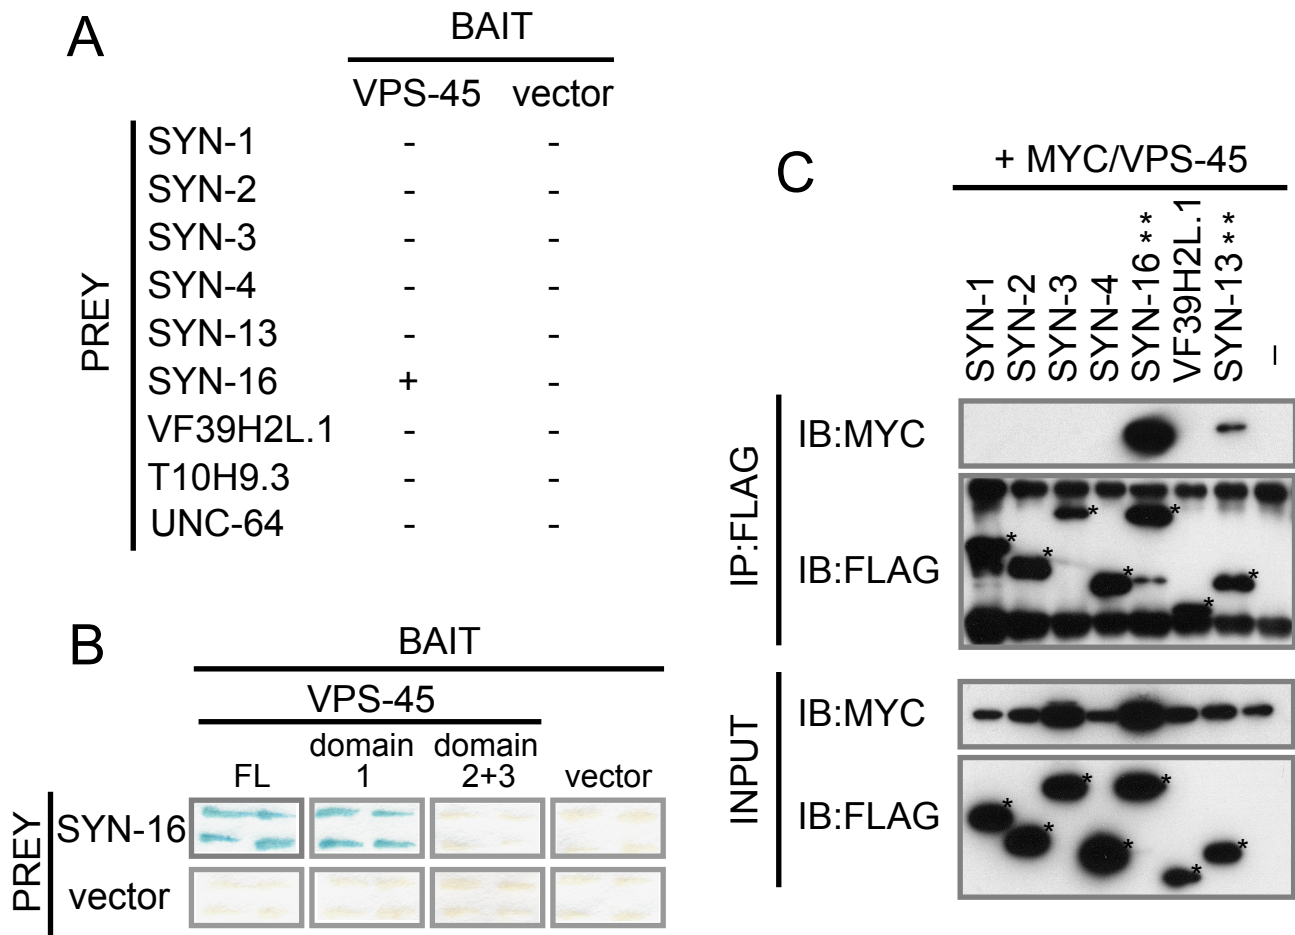 A
BAIT
VPS-45 vector
PREY
SYN-1 - -
SYN-2 - -
SYN-3 - -
SYN-4 - -
SYN-13 - -
SYN-16 + -
VF39H2L.1 - -
T10H9.3 - -
UNC-64 - -
B
BAIT
VPS-45
FL domain 1 domain 2+3 vector
PREY
SYN-16
vector
C
+ MYC/VPS-45
SYN-1 SYN-2 SYN-3 SYN-4 SYN-16** VF39H2L.1 SYN-13** –
IP:FLAG
IB:MYC
IB:FLAG
* * * * * * *
INPUT
IB:MYC
IB:FLAG
* * * * * * *